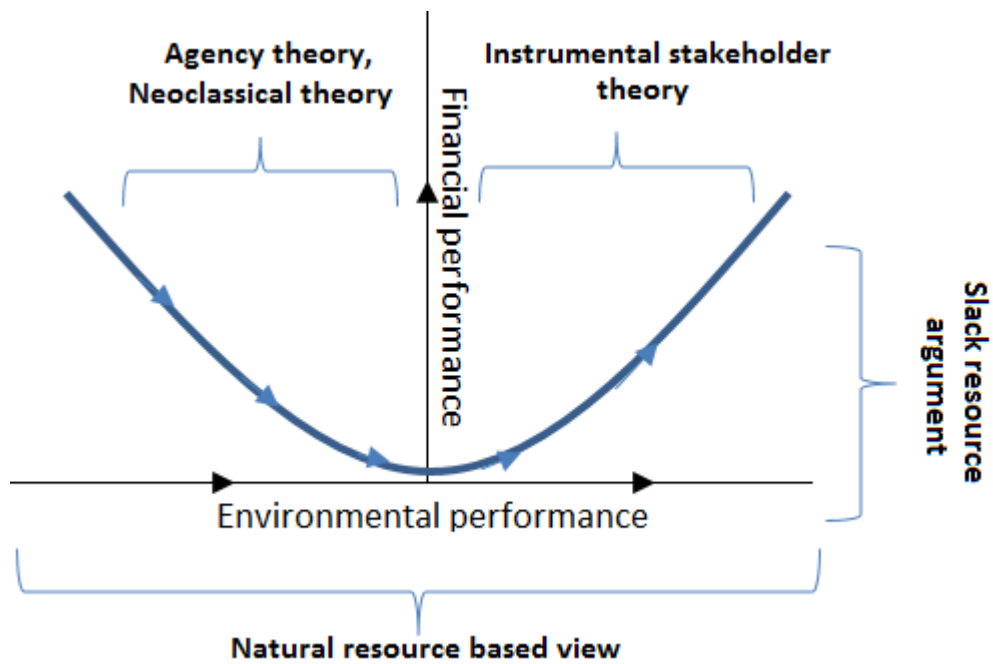 Agency theory,
Neoclassical theory
Instrumental stakeholder
theory
Financial performance
Slack resource
argument
Environmental performance
Natural resource based view